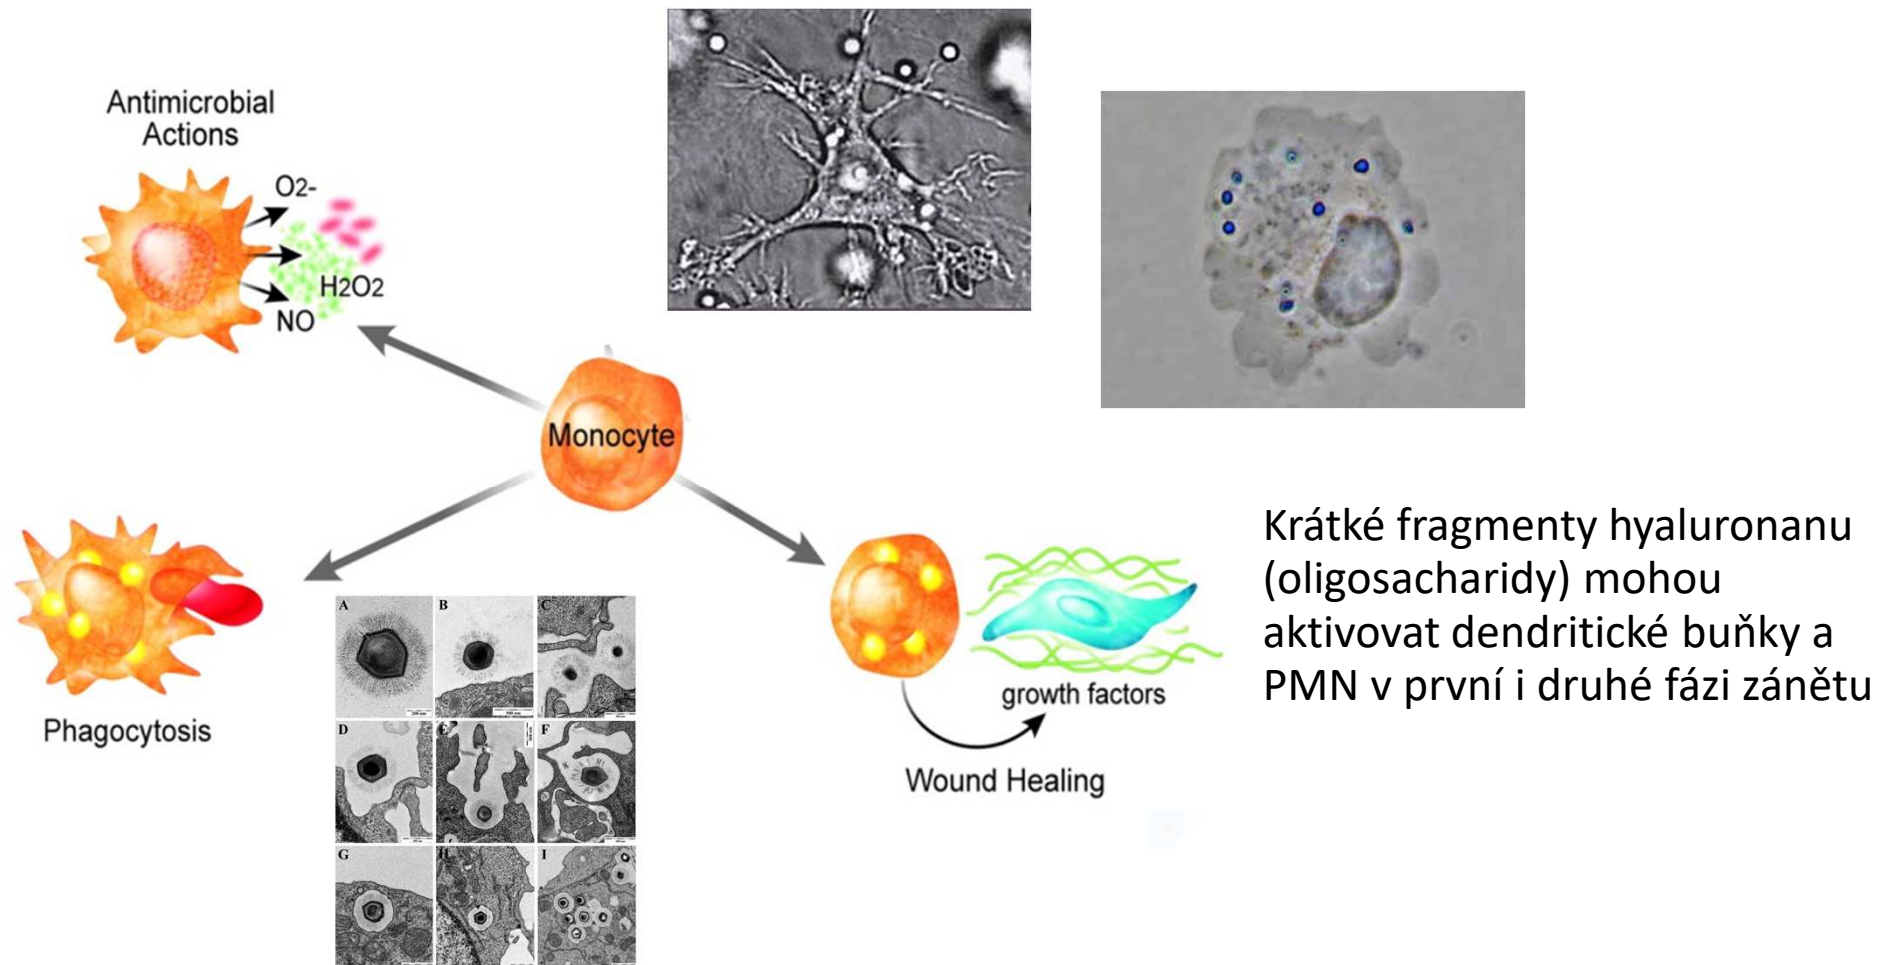 Antimicrobial
Actions
O2-
H2O2
NO
Monocyte
Phagocytosis
A
B
C
D
E
F
G
H
I
growth factors
Wound Healing
Krátké fragmenty hyaluronanu
(oligosacharidy) mohou
aktivovat dendritické buňky a
PMN v první i druhé fázi zánětu